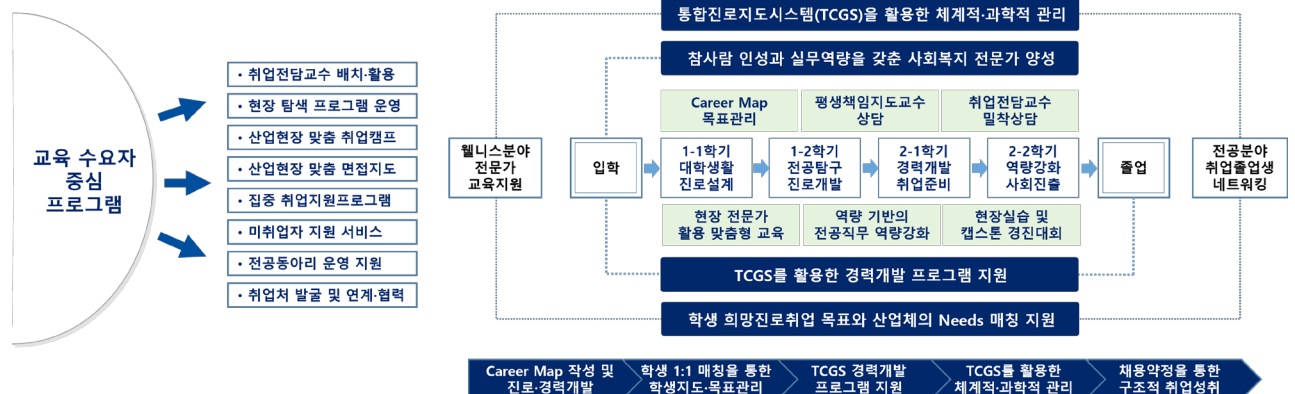 교육 수요자
중심
프로그램
• 취업전담교수 배치·활용
• 현장 탐색 프로그램 운영
• 산업현장 맞춤 취업캠프
• 산업현장 맞춤 면접지도
• 집중 취업지원프로그램
• 미취업자 지원 서비스
• 전공동아리 운영 지원
• 취업처 발굴 및 연계·협력
통합진로지도시스템(TCGS)을 활용한 체계적·과학적 관리
참사람 인성과 실무역량을 갖춘 사회복지 전문가 양성
Career Map
목표관리
평생책임지도교수
상담
취업전담교수
밀착상담
웰니스분야
전문가
교육지원
입학
1-1학기
대학생활
진로설계
1-2학기
전공탐구
진로개발
2-1학기
경력개발
취업준비
2-2학기
역량강화
사회진출
졸업
전공분야
취업졸업생
네트워킹
현장 전문가
활용 맞춤형 교육
역량 기반의
전공직무 역량강화
현장실습 및
캡스톤 경진대회
TCGS를 활용한 경력개발 프로그램 지원
학생 희망진로취업 목표와 산업체의 Needs 매칭 지원
Career Map 작성 및
진로·경력개발
학생 1:1 매칭을 통한
학생지도·목표관리
TCGS 경력개발
프로그램 지원
TCGS를 활용한
체계적·과학적 관리
채용약정을 통한
구조적 취업성취